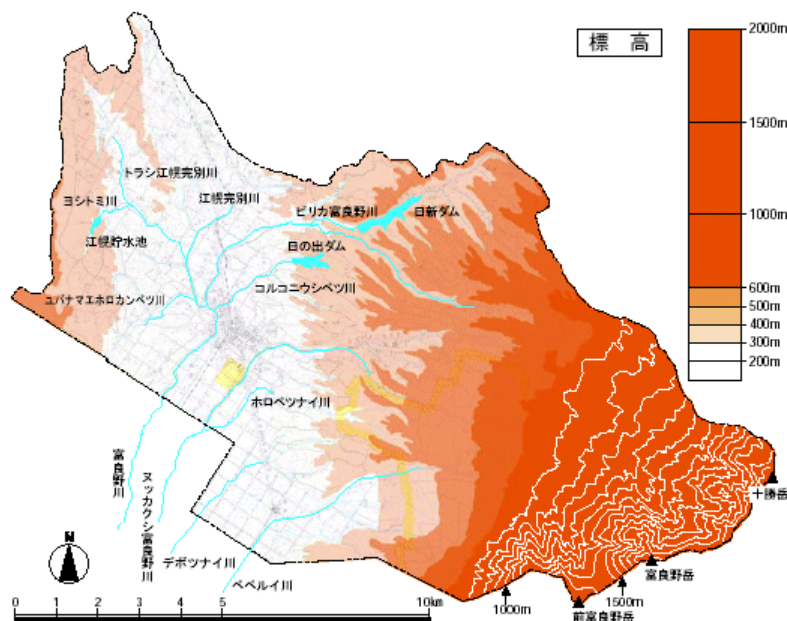 標 高
2000m
1500m
1000m
600m
500m
400m
300m
200m
トラシ江幌完別川
ヨシトミ川
江幌完別川
ピリカ富良野川
日新ダム
江幌貯水池
日の出ダム
コルコニウシベツ川
ユバナマエホロカンベツ川
ホロベツナイ川
富良野川
ヌッカクシ富良野川
デボツナイ川
ベベルイ川
十勝岳
富良野岳
前富良野岳
1000m
1500m
N
0 1 2 3 4 5 10km